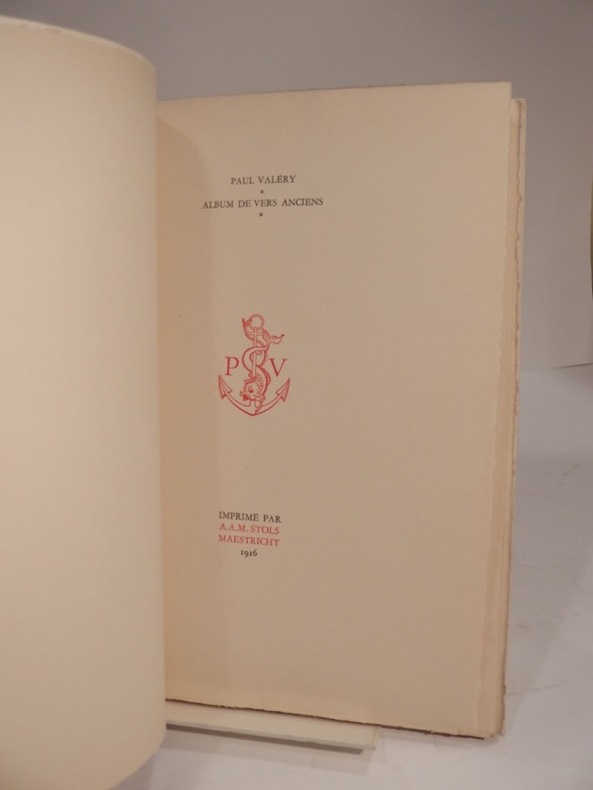 PAUL VALÉRY
*
ALBUM DE VERS ANCIENS
*
P V
IMPRIMÉ PAR
A.A.M. STOLS
MAESTRICHT
1926